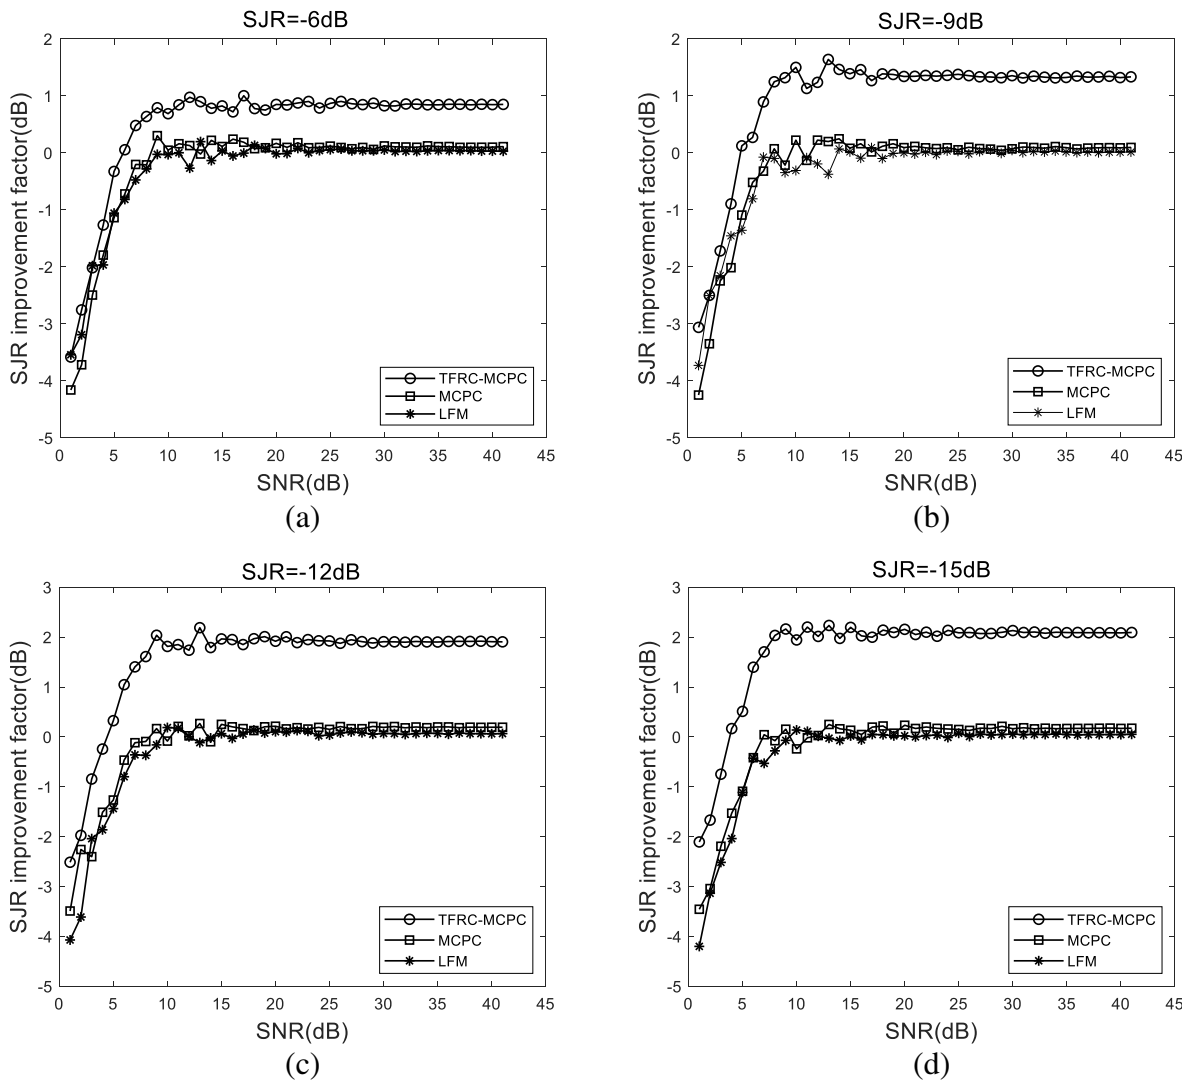 SJR=-6dB
2
1
0
-1
-2
-3
-4
-5
SJR improvement factor(dB)
TFRC-MCPC
MCPC
LFM
0 5 10 15 20 25 30 35 40 45
SNR(dB)
(a)
SJR=-9dB
2
1
0
-1
-2
-3
-4
-5
SJR improvement factor(dB)
TFRC-MCPC
MCPC
LFM
0 5 10 15 20 25 30 35 40 45
SNR(dB)
(b)
SJR=-12dB
3
2
1
0
-1
-2
-3
-4
-5
SJR improvement factor(dB)
TFRC-MCPC
MCPC
LFM
0 5 10 15 20 25 30 35 40 45
SNR(dB)
(c)
SJR=-15dB
3
2
1
0
-1
-2
-3
-4
-5
SJR improvement factor(dB)
TFRC-MCPC
MCPC
LFM
0 5 10 15 20 25 30 35 40 45
SNR(dB)
(d)